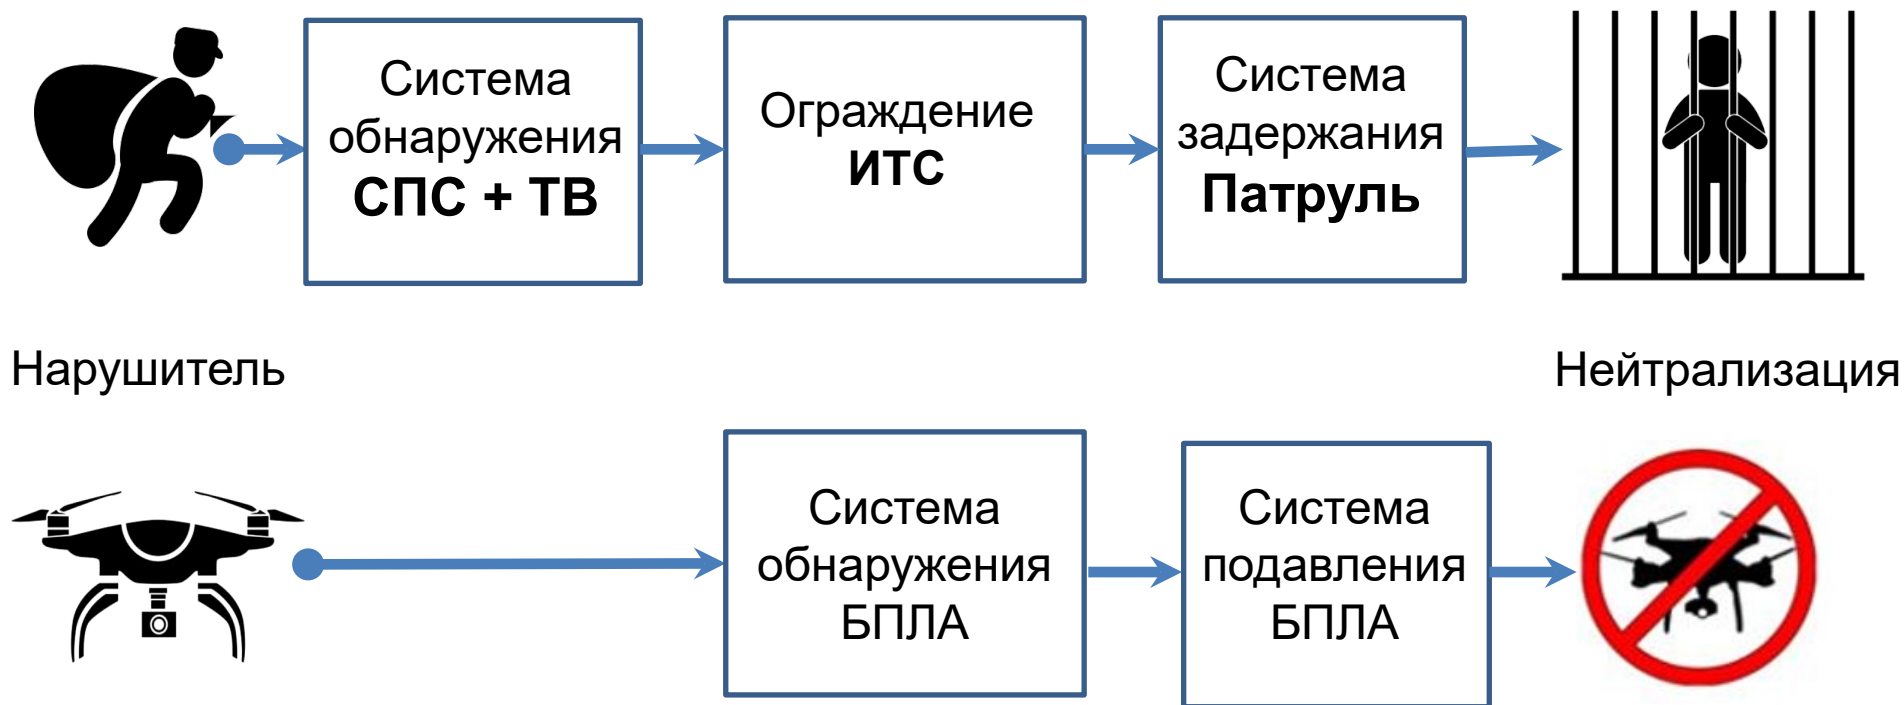 Система
обнаружения
СПС + ТВ
Ограждение
ИТС
Система
задержания
Патруль
Нарушитель
Нейтрализация
Система
обнаружения
БПЛА
Система
подавления
БПЛА